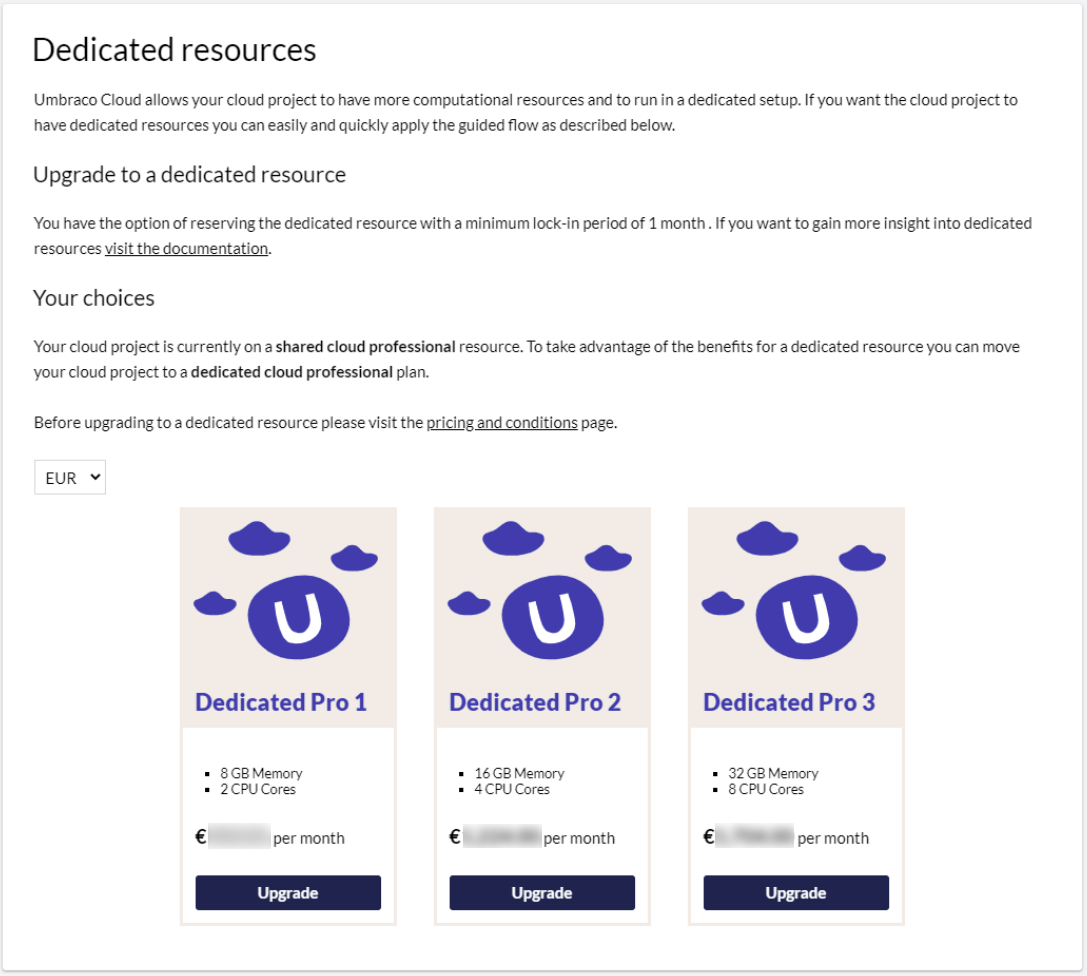 Dedicated resources
Umbraco Cloud allows your cloud project to have more computational resources and to run in a dedicated setup. If you want the cloud project to
have dedicated resources you can easily and quickly apply the guided flow as described below.
Upgrade to a dedicated resource
You have the option of reserving the dedicated resource with a minimum lock-in period of 1 month . If you want to gain more insight into dedicated
resources visit the documentation.
Your choices
Your cloud project is currently on a shared cloud professional resource. To take advantage of the benefits for a dedicated resource you can move
your cloud project to a dedicated cloud professional plan.
Before upgrading to a dedicated resource please visit the pricing and conditions page.
EUR
U
Dedicated Pro 1
8 GB Memory
2 CPU Cores
€ per month
Upgrade
U
Dedicated Pro 2
16 GB Memory
4 CPU Cores
€ per month
Upgrade
U
Dedicated Pro 3
32 GB Memory
8 CPU Cores
€ per month
Upgrade